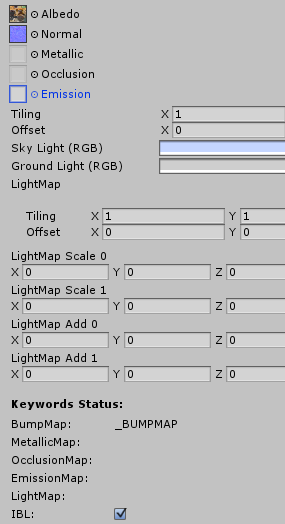 Albedo
Normal
Metallic
Occlusion
Emission
Tiling X 1
Offset X 0
Sky Light (RGB)
Ground Light (RGB)
LightMap
Tiling X 1 Y 1
Offset X 0 Y 0
LightMap Scale 0
X 0 Y 0 Z 0
LightMap Scale 1
X 0 Y 0 Z 0
LightMap Add 0
X 0 Y 0 Z 0
LightMap Add 1
X 0 Y 0 Z 0
Keywords Status:
BumpMap: _BUMPMAP
MetallicMap:
OcclusionMap:
EmissionMap:
LightMap:
IBL: